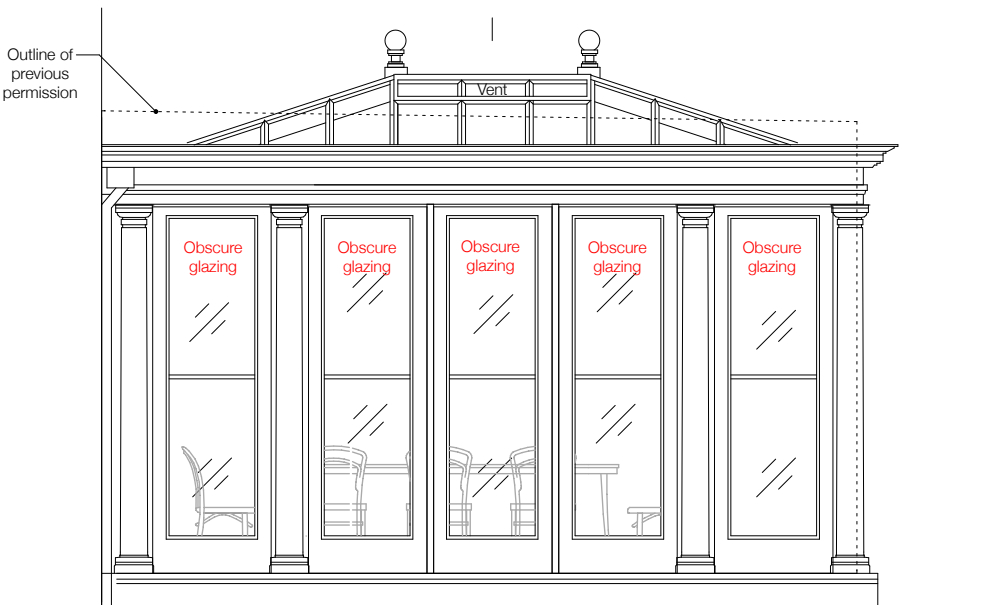 Outline of
previous
permission
Vent
Obscure
glazing
Obscure
glazing
Obscure
glazing
Obscure
glazing
Obscure
glazing